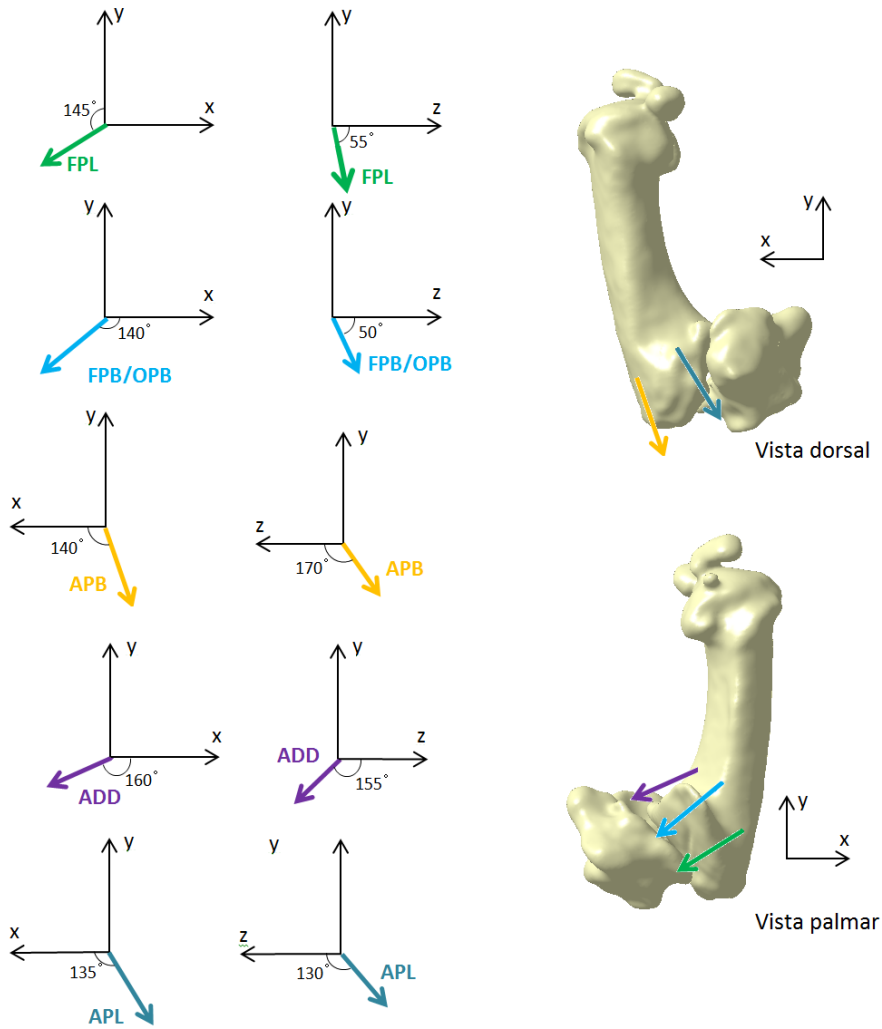 y
y
145°
x
z
55°
FPL
FPL
y
y
x
z
140°
50°
FPB/OPB
FPB/OPB
y
x
Vista dorsal
y
y
x
z
140°
170°
APB
APB
y
y
x
z
ADD
160°
155°
ADD
y
x
Vista palmar
y
y
x
z
135°
130°
APL
APL